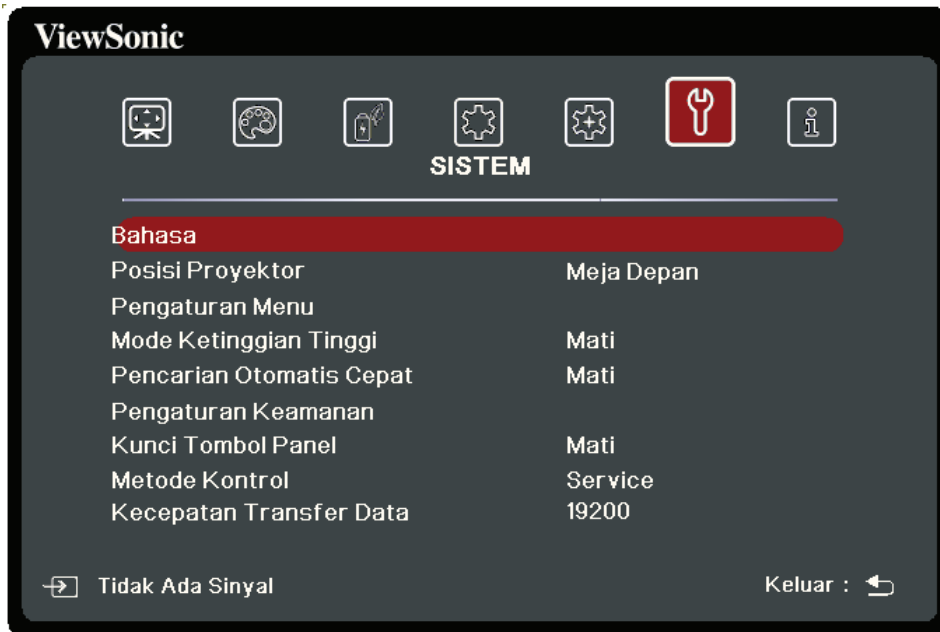 ViewSonic
SISTEM
Bahasa
Posisi Proyektor Meja Depan
Pengaturan Menu
Mode Ketinggian Tinggi Mati
Pencarian Otomatis Cepat Mati
Pengaturan Keamanan
Kunci Tombol Panel Mati
Metode Kontrol Service
Kecepatan Transfer Data 19200
Tidak Ada Sinyal Keluar :